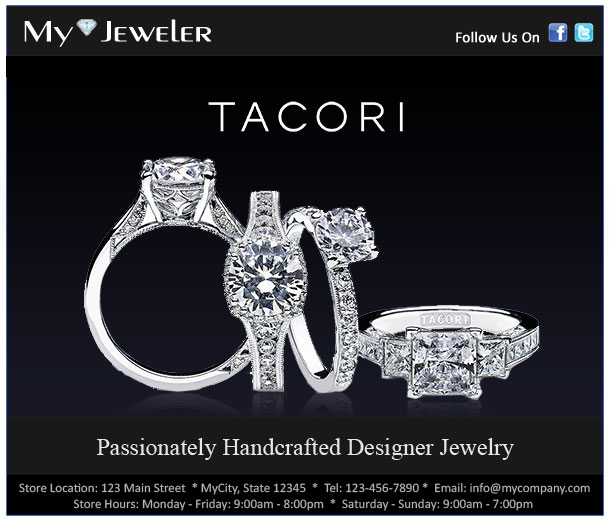 My Jeweler
Follow Us On f t
TACORI
TACORI
Passionately Handcrafted Designer Jewelry
Store Location: 123 Main Street * MyCity, State 12345 * Tel: 123-456-7890 * Email: info@mycompany.com
Store Hours: Monday - Friday: 9:00am - 8:00pm * Saturday - Sunday: 9:00am - 7:00pm